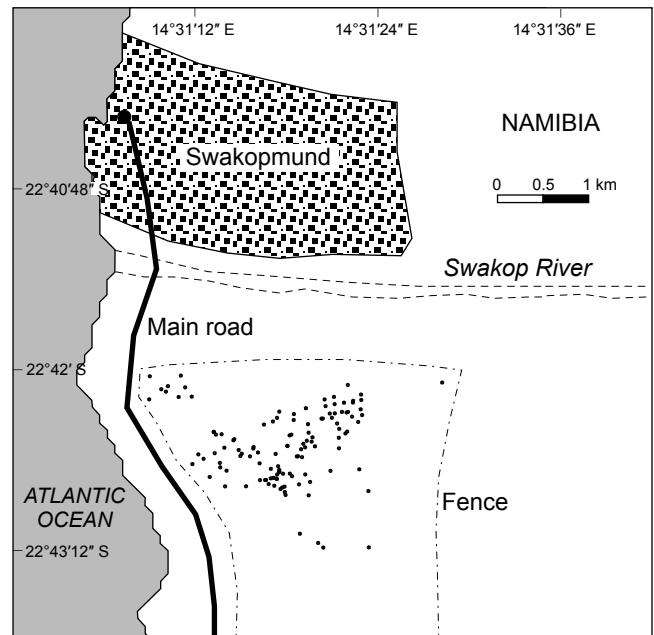 14°31′12″ E
14°31′24″ E
14°31′36″ E
NAMIBIA
Swakopmund
0 0.5 1 km
22°40′48″ S
Swakop River
Main road
22°42′ S
ATLANTIC
OCEAN
Fence
22°43′12″ S